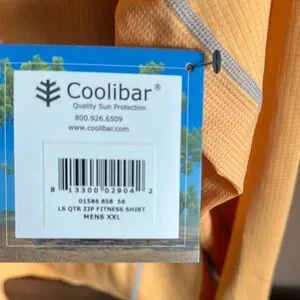 Coolibar®
Quality Sun Protection
800.926.6509
www.coolibar.com
8 13300 02904 2
01586 858 56
LS QTR ZIP FITNESS SHIRT
MENS XXL